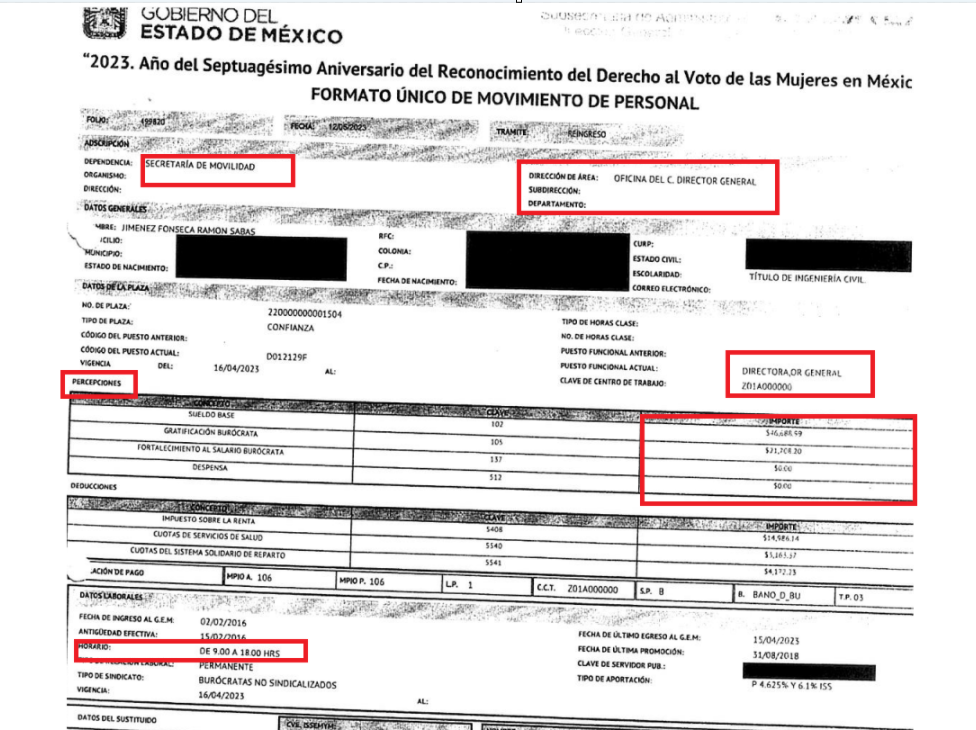 GOBIERNO DEL
ESTADO DE MÉXICO
"2023. Año del Septuagésimo Aniversario del Reconocimiento del Derecho al Voto de las Mujeres en Méxic
FORMATO ÚNICO DE MOVIMIENTO DE PERSONAL
FOLIO: 499820 FECHA: 12/05/2023 TRÁMITE: REINGRESO
ADSCRIPCIÓN
DEPENDENCIA: SECRETARÍA DE MOVILIDAD DIRECCIÓN DE ÁREA: OFICINA DEL C. DIRECTOR GENERAL
ORGANISMO: SUBDIRECCIÓN:
DIRECCIÓN: DEPARTAMENTO:
DATOS GENERALES
MBRE: JIMENEZ FONSECA RAMON SABAS RFC: CURP:
ICILIO: COLONIA: ESTADO CIVIL:
MUNICIPIO: C.P.: ESCOLARIDAD: TÍTULO DE INGENIERÍA CIVIL
ESTADO DE NACIMIENTO: FECHA DE NACIMIENTO: CORREO ELECTRÓNICO:
DATOS DE LA PLAZA
NO. DE PLAZA: 220000000001504 TIPO DE HORAS CLASE:
TIPO DE PLAZA: CONFIANZA NO. DE HORAS CLASE:
CÓDIGO DEL PUESTO ANTERIOR: PUESTO FUNCIONAL ANTERIOR:
CÓDIGO DEL PUESTO ACTUAL: D012129F PUESTO FUNCIONAL ACTUAL: DIRECTORA,OR GENERAL
VIGENCIA DEL: 16/04/2023 AL: CLAVE DE CENTRO DE TRABAJO: Z01A000000
PERCEPCIONES
CONCEPTO CLAVE IMPORTE
SUELDO BASE 102 $46,688.59
GRATIFICACIÓN BURÓCRATA 105 $21,708.20
FORTALECIMIENTO AL SALARIO BURÓCRATA 137 $0.00
DESPENSA 512 $0.00
DEDUCCIONES
CONCEPTO CLAVE IMPORTE
IMPUESTO SOBRE LA RENTA 5408 $14,986.14
CUOTAS DE SERVICIOS DE SALUD 5540
CUOTAS DEL SISTEMA SOLIDARIO DE REPARTO 5541 $4,172.23
LACIÓN DE PAGO MPIO A. 106 MPIO P. 106 L.P. 1 C.C.T. Z01A000000 S.P. B B. BANO_D_BU T.P. 03
DATOS LABORALES
FECHA DE INGRESO AL G.E.M: 02/02/2016 FECHA DE ÚLTIMO EGRESO AL G.E.M: 15/04/2023
ANTIGÜEDAD EFECTIVA: 15/02/2016 FECHA DE ÚLTIMA PROMOCIÓN: 31/08/2018
HORARIO: DE 9.00 A 18.00 HRS CLAVE DE SERVIDOR PUB.:
RELACIÓN LABORAL: PERMANENTE TIPO DE APORTACIÓN: P 4.625% Y 6.1% ISS
TIPO DE SINDICATO: BURÓCRATAS NO SINDICALIZADOS
VIGENCIA: 16/04/2023 AL:
DATOS DEL SUSTITUIDO CVE. ISSEMYM: